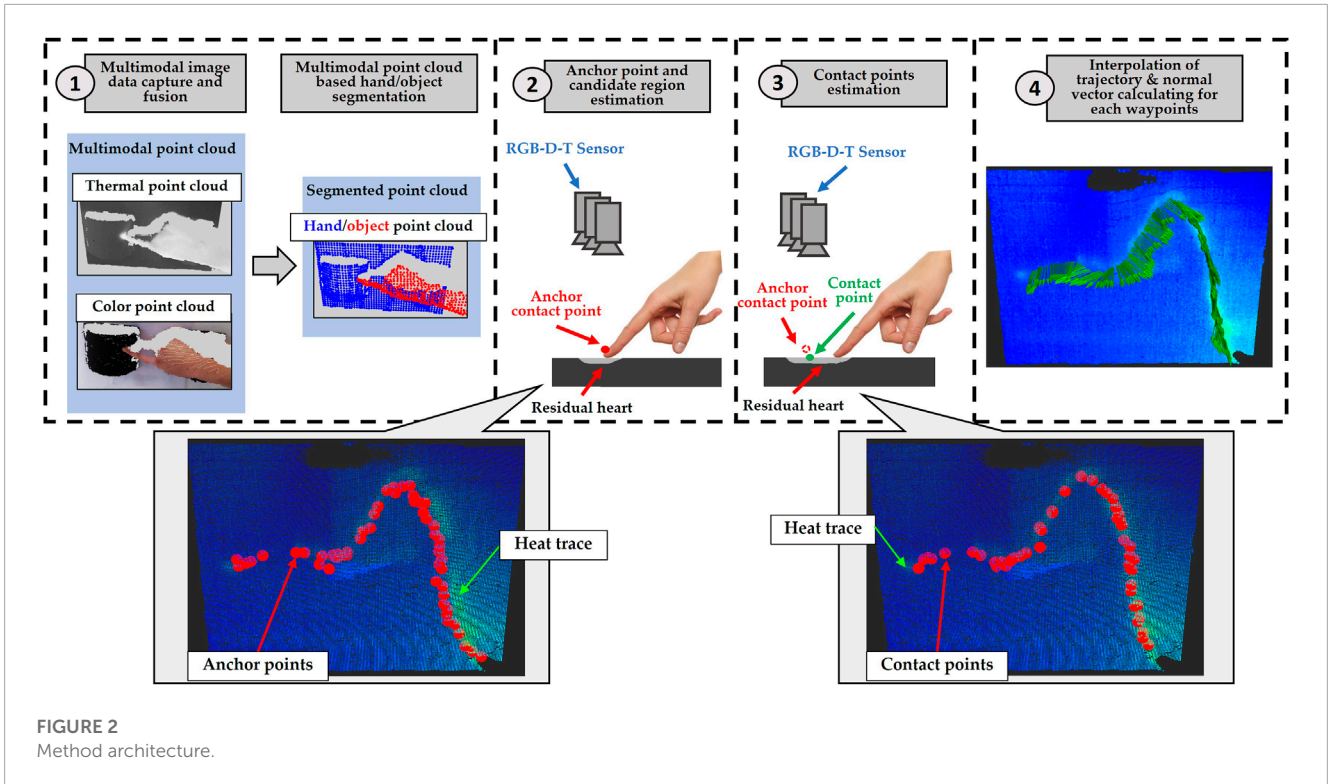 1
Multimodal image
data capture and
fusion
Multimodal point cloud
based hand/object
segmentation
2
Anchor point and
candidate region
estimation
3
Contact points
estimation
4
Interpolation of
trajectory & normal
vector calculating for
each waypoints
Multimodal point cloud
Thermal point cloud
Color point cloud
Segmented point cloud
Hand/object point cloud
RGB-D-T Sensor
Anchor
contact point
Residual heart
RGB-D-T Sensor
Anchor
contact point
Contact
point
Residual heart
Heat trace
Anchor points
Heat trace
Contact points
FIGURE 2
Method architecture.